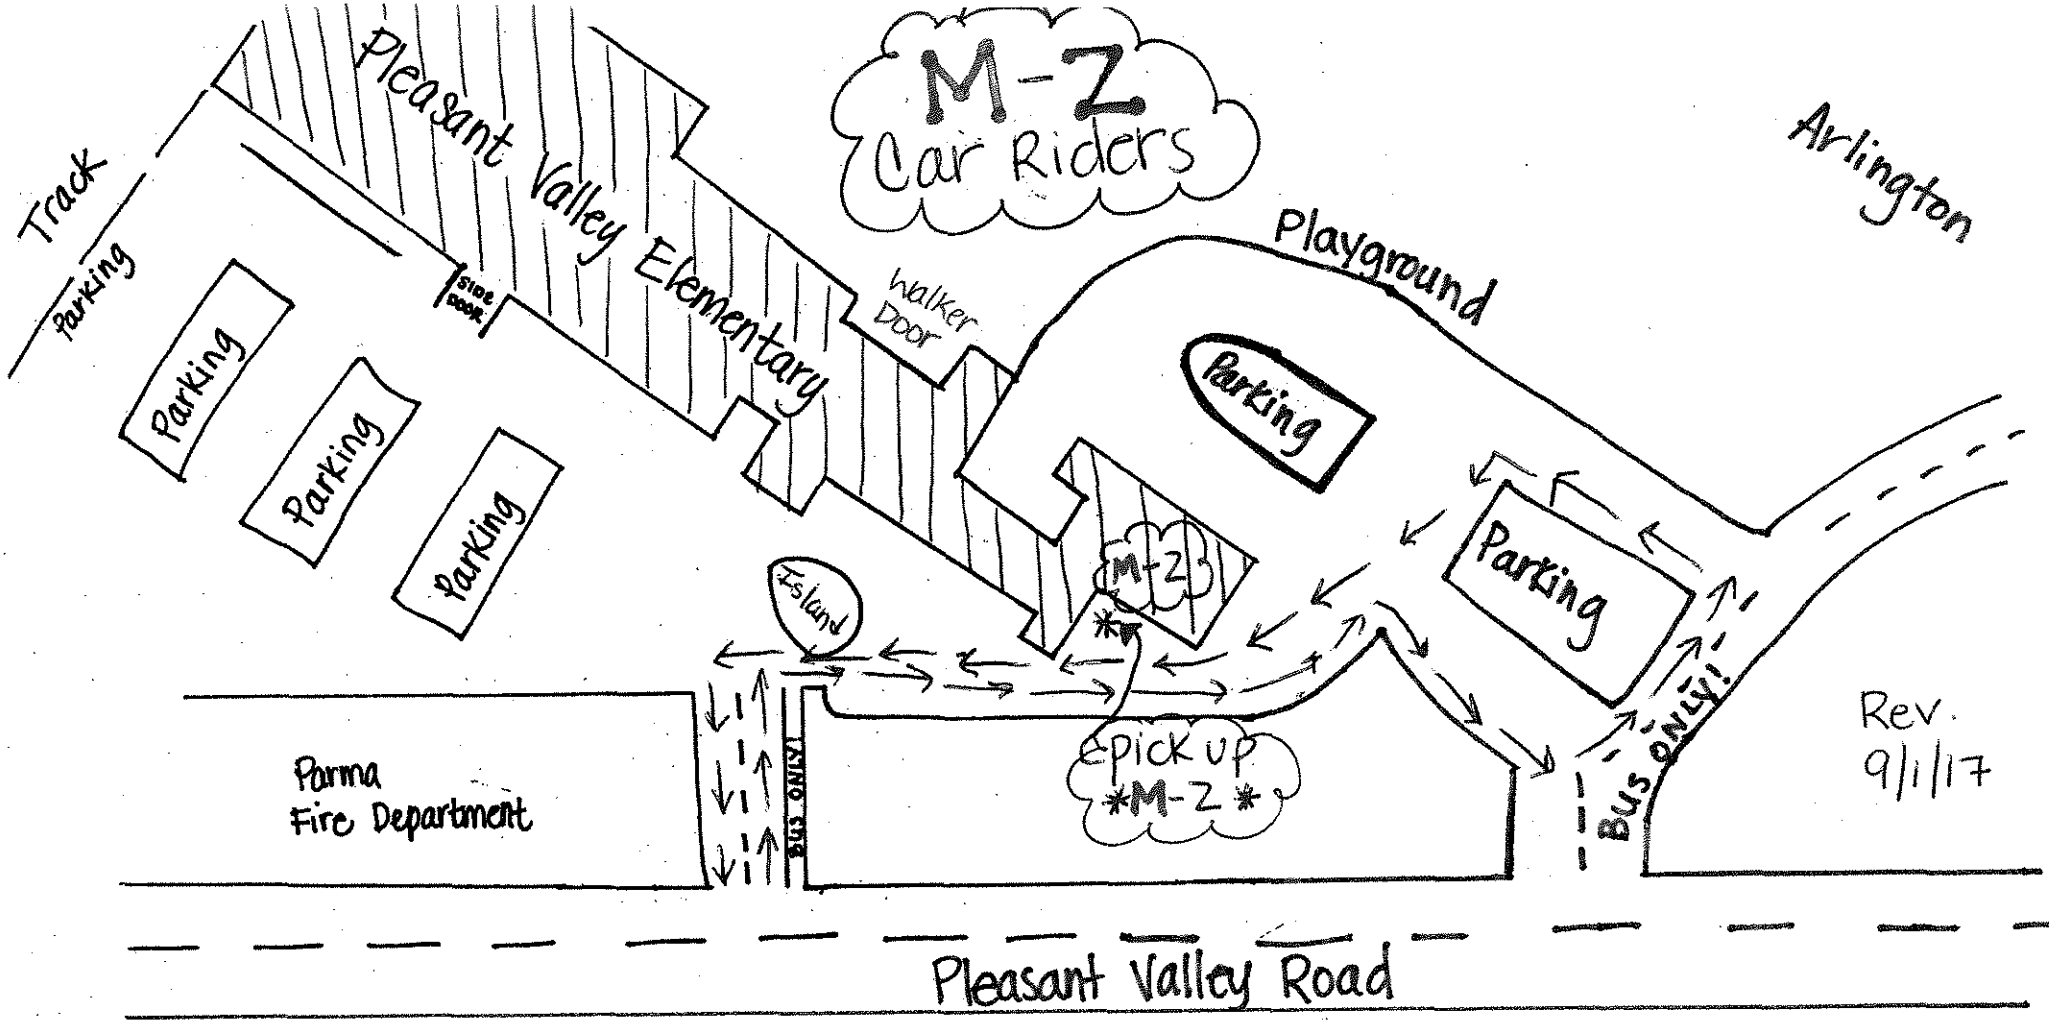 M-Z
Car Riders
Pleasant Valley Elementary
Arlington
Track
Parking
Playground
Walker
Door
SIDE
DOOR
Parking
Parking
Parking
Parking
Parking
Island
M-Z
*
pick up
*M-Z*
BUS ONLY!
BUS ONLY!
Rev.
9/1/17
Parma
Fire Department
Pleasant Valley Road